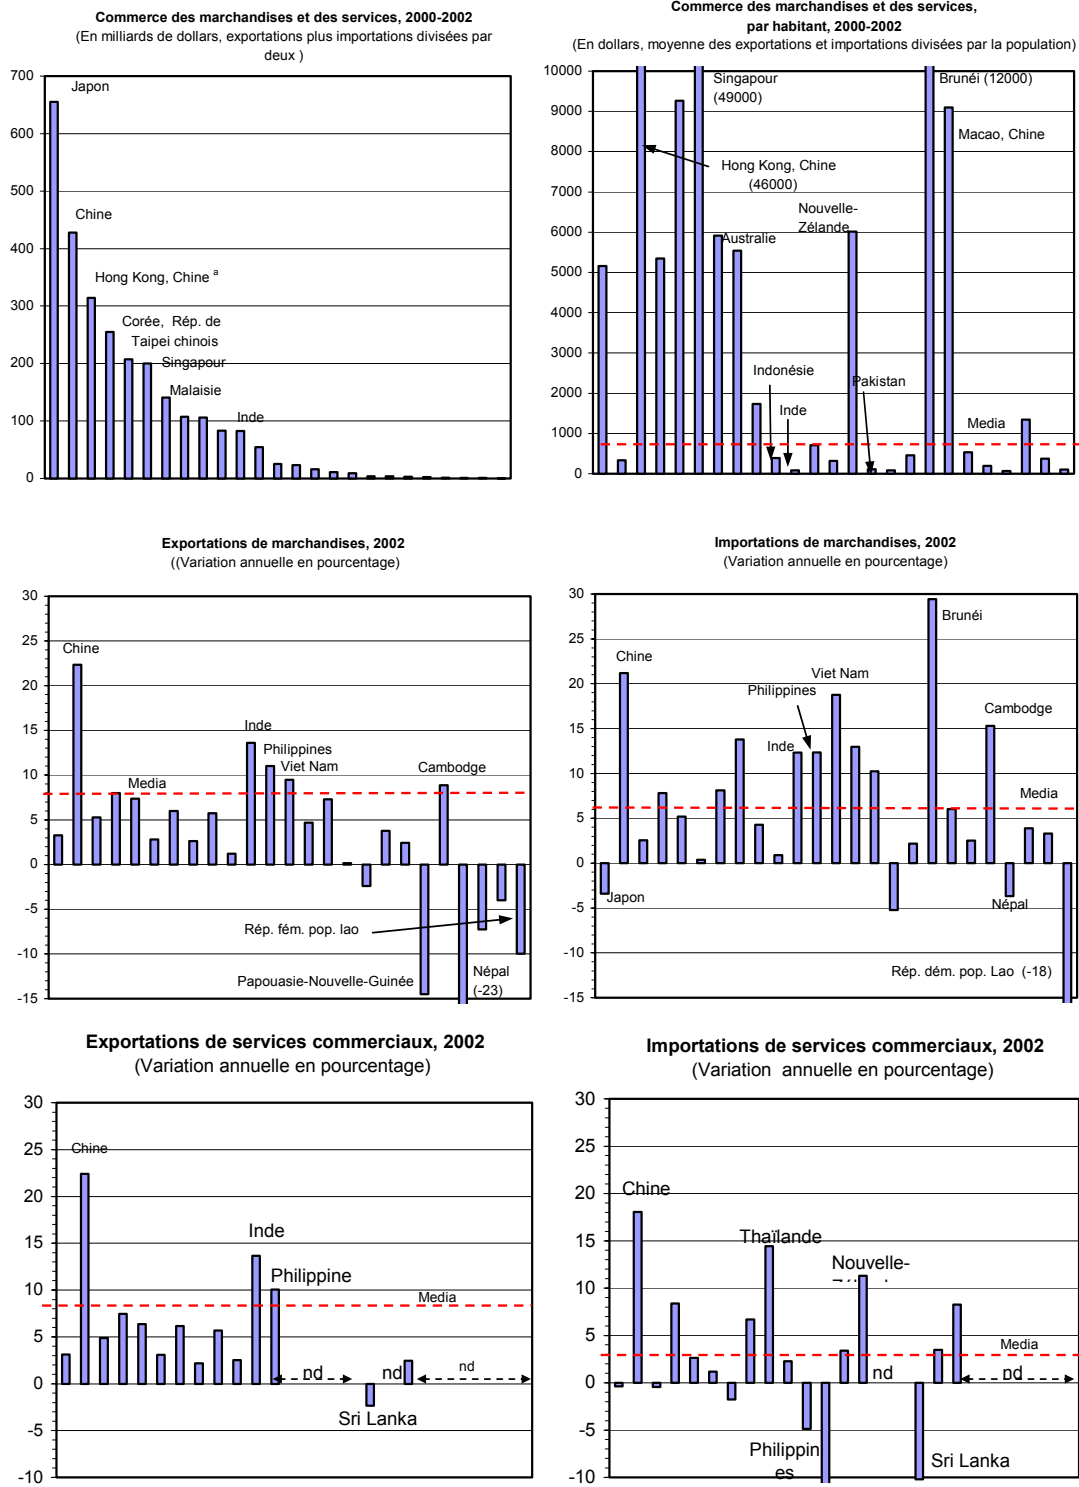 Commerce des marchandises et des services, 2000-2002
(En milliards de dollars, exportations plus importations divisées par
deux )
700
600
500
400
300
200
100
0
Japon
Chine
Hong Kong, Chine a
Corée, Rép. de
Taipei chinois
Singapour
Malaisie
Inde
Commerce des marchandises et des services,
par habitant, 2000-2002
(En dollars, moyenne des exportations et importations divisées par la population)
10000
9000
8000
7000
6000
5000
4000
3000
2000
1000
0
Singapour
(49000)
Brunéi (12000)
Macao, Chine
Hong Kong, Chine
(46000)
Nouvelle-
Zélande
Australie
Indonésie
Pakistan
Inde
Media
Exportations de marchandises, 2002
((Variation annuelle en pourcentage)
30
25
20
15
10
5
0
-5
-10
-15
Chine
Inde
Philippines
Viet Nam
Media
Cambodge
Rép. fém. pop. lao
Papouasie-Nouvelle-Guinée
Népal
(-23)
Importations de marchandises, 2002
(Variation annuelle en pourcentage)
30
25
20
15
10
5
0
-5
-10
-15
Brunéi
Chine
Viet Nam
Philippines
Cambodge
Inde
Media
Japon
Népal
Rép. dém. pop. Lao (-18)
Exportations de services commerciaux, 2002
(Variation annuelle en pourcentage)
30
25
20
15
10
5
0
-5
-10
Chine
Inde
Philippine
Media
nd
nd
nd
Sri Lanka
Importations de services commerciaux, 2002
(Variation annuelle en pourcentage)
30
25
20
15
10
5
0
-5
-10
Chine
Thaïlande
Nouvelle-
Media
nd
nd
Philippin
es
Sri Lanka